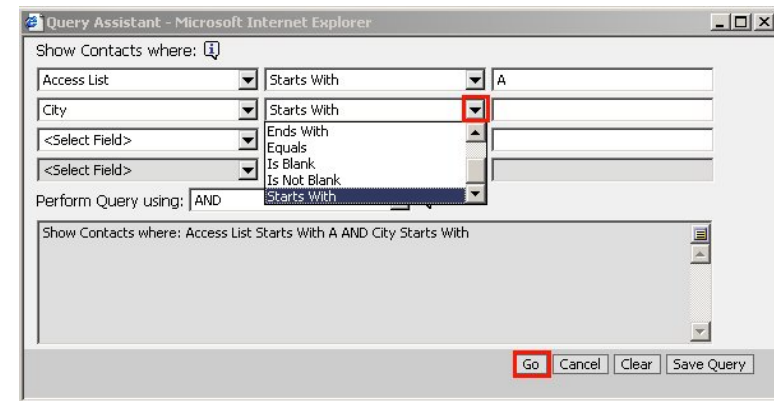 Query Assistant - Microsoft Internet Explorer
Show Contacts where:
Access List Starts With A
City Starts With
<Select Field> Ends With
Equals
<Select Field> Is Blank
Is Not Blank
Perform Query using: AND Starts With
Show Contacts where: Access List Starts With A AND City Starts With
Go Cancel Clear Save Query